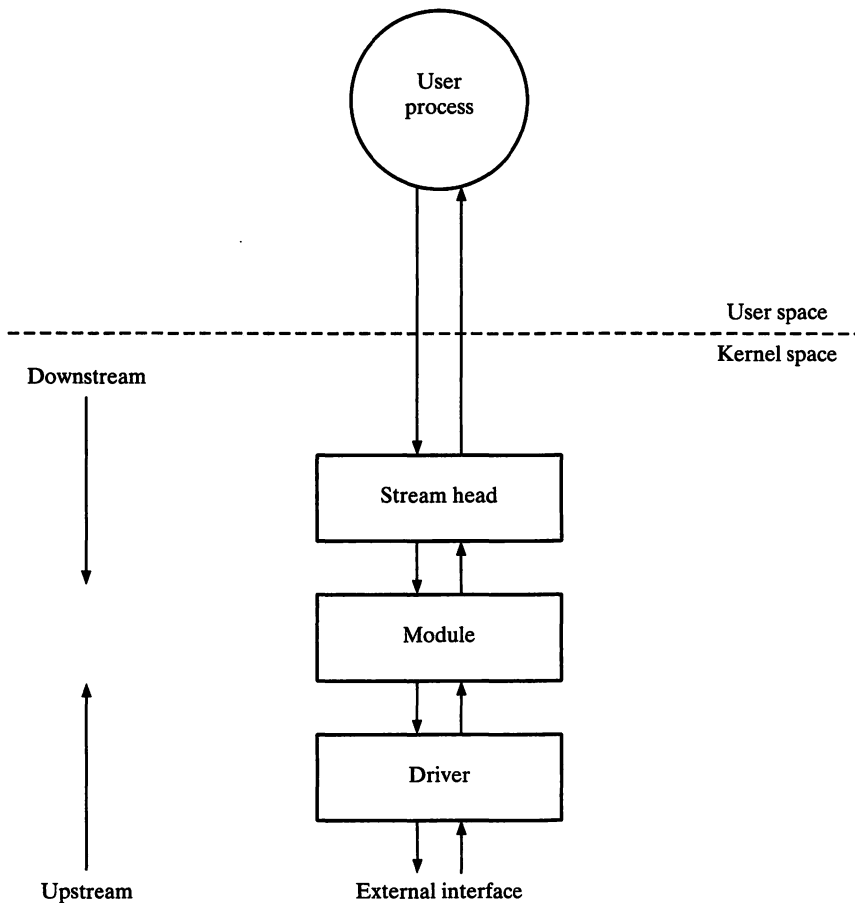 User
process
User space
Kernel space
Downstream
Stream head
Module
Driver
Upstream
External interface